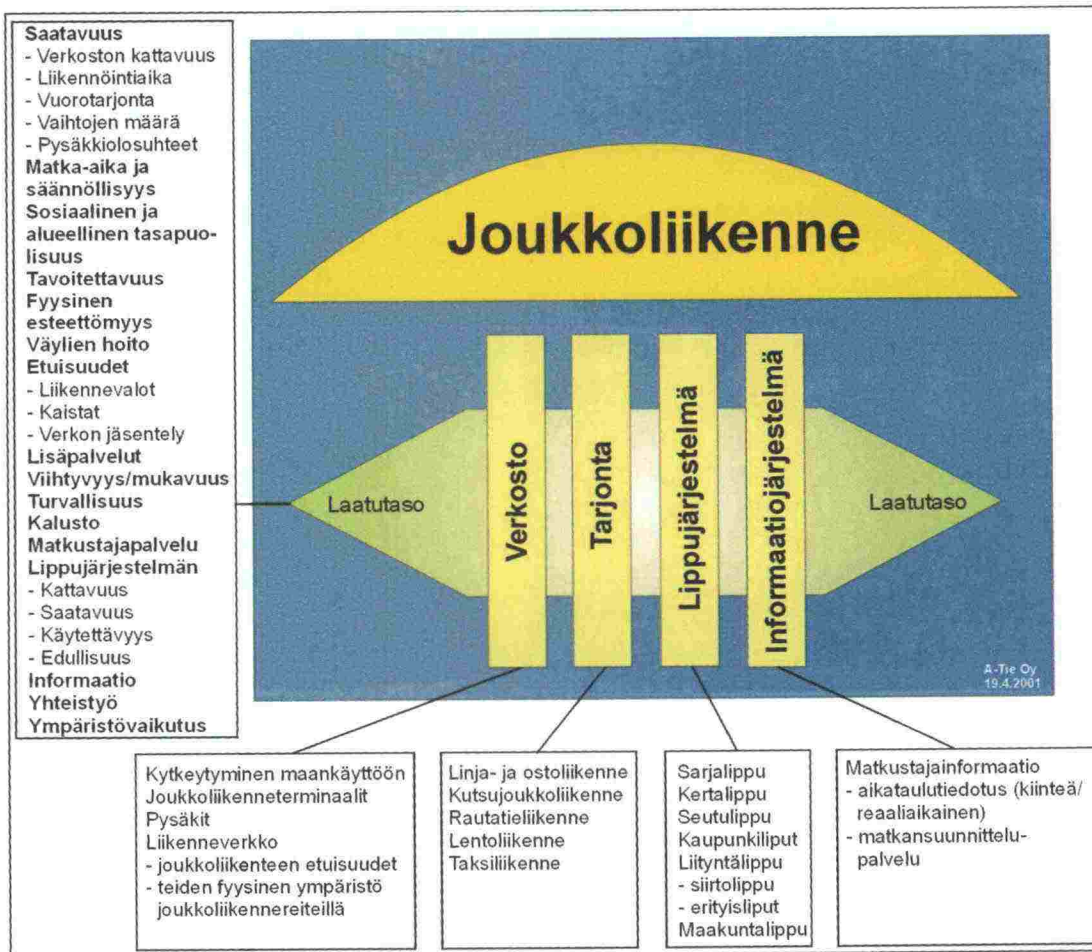 Saatavuus
- Verkoston kattavuus
- Liikennöintiaika
- Vuorotarjonta
- Vaihtojen määrä
- Pysäkkiolosuhteet
Matka-aika ja
säännöllisyys
Sosiaalinen ja
alueellinen tasapuo-
lisuus
Tavoitettavuus
Fyysinen
esteettömyys
Väylien hoito
Etuisuudet
- Liikennevalot
- Kaistat
- Verkon jäsentely
Lisäpalvelut
Viihtyvyys/mukavuus
Turvallisuus
Kalusto
Matkustajapalvelu
Lippujärjestelmän
- Kattavuus
- Saatavuus
- Käytettävyys
- Edullisuus
Informaatio
Yhteistyö
Ympäristövaikutus
Joukkoliikenne
Laatutaso
Verkosto
Tarjonta
Lippujärjestelmä
Informaatiojärjestelmä
Laatutaso
A-Tie Oy
19.4.2001
Kytkeytyminen maankäyttöön
Joukkoliikenneterminaalit
Pysäkit
Liikenneverkko
- joukkoliikenteen etuisuudet
- teiden fyysinen ympäristö
joukkoliikennereiteillä
Linja- ja ostoliikenne
Kutsujoukkoliikenne
Rautatieliikenne
Lentoliikenne
Taksiliikenne
Sarjalippu
Kertalippu
Seutulippu
Kaupunkiliput
Liityntälippu
- siirtolippu
- erityisliput
Maakuntalippu
Matkustajainformaatio
- aikataulutiedotus (kiinteä/
reaaliaikainen)
- matkansuunnittelu-
palvelu